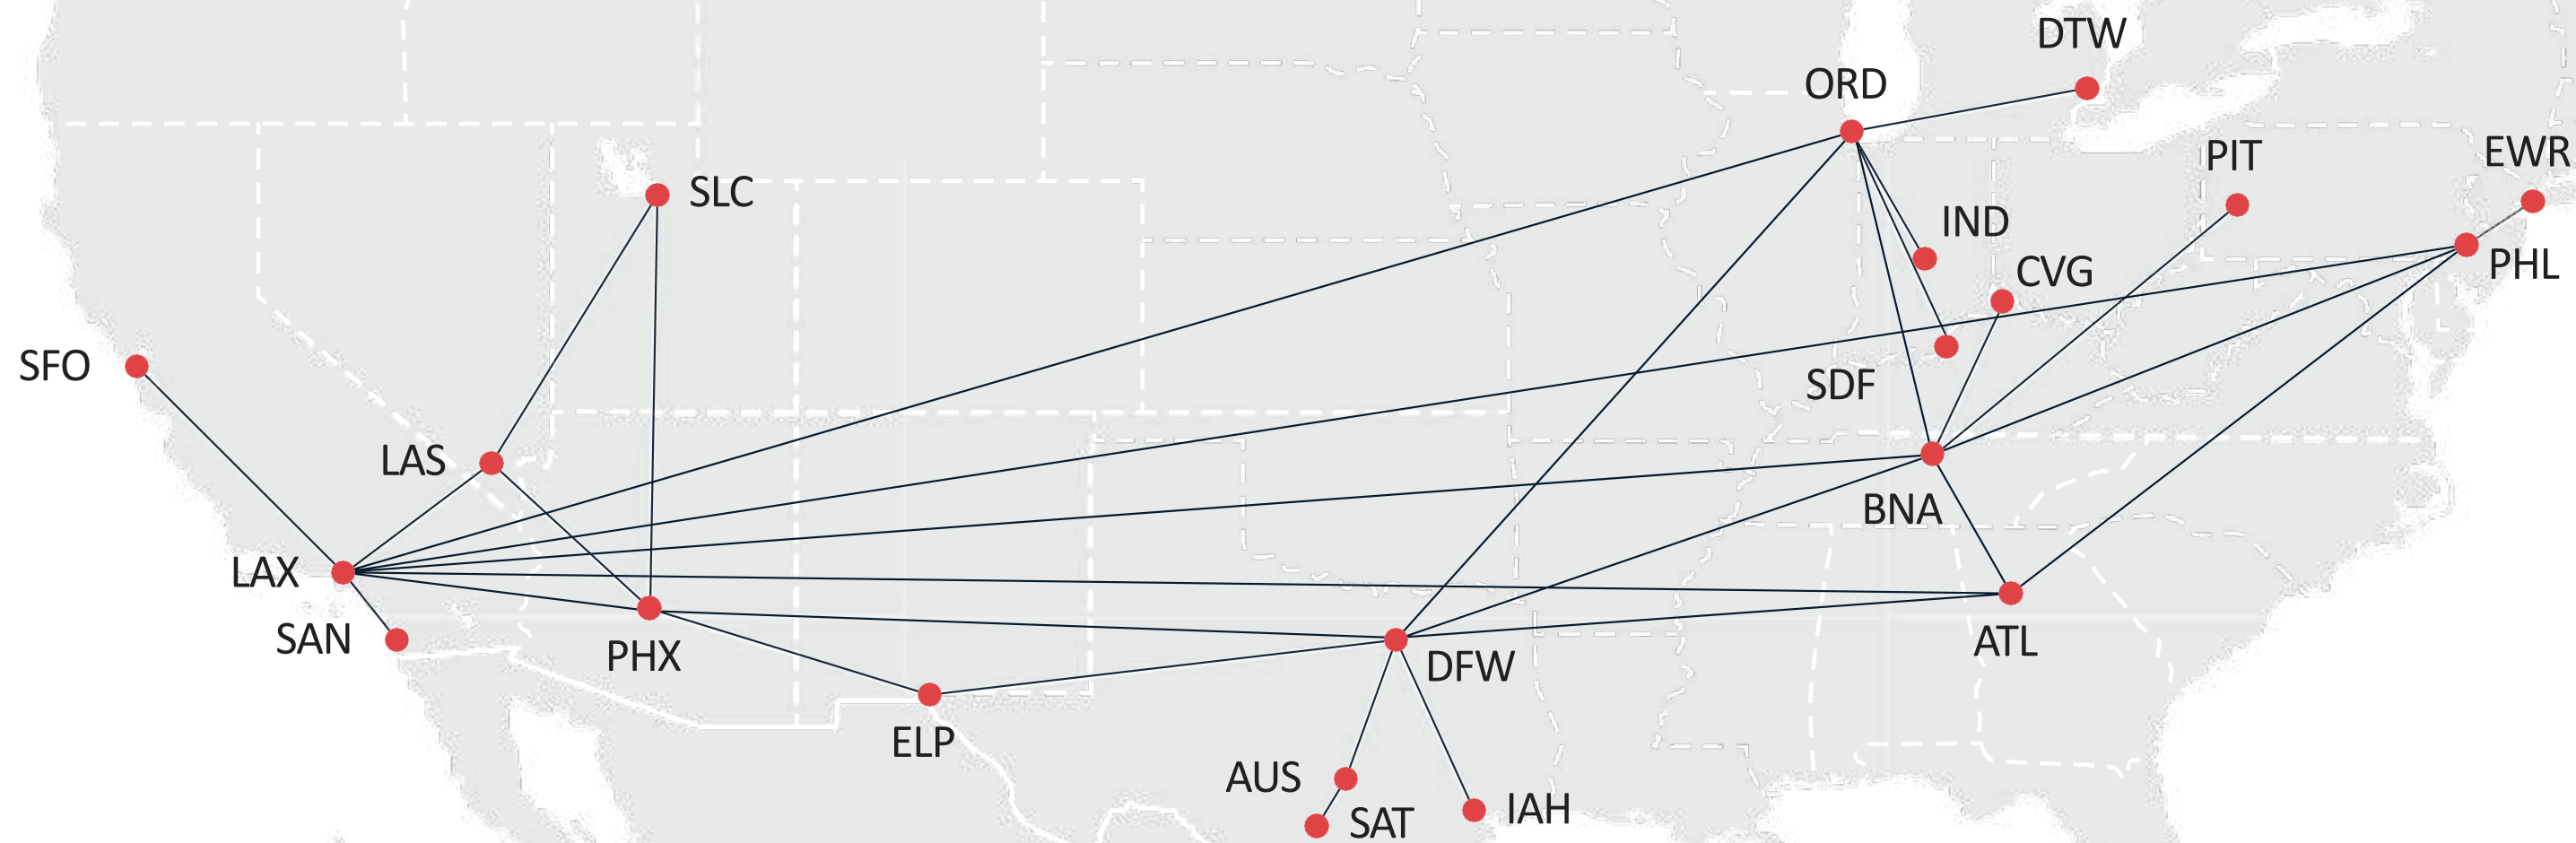 DTW
ORD
PIT
EWR
SLC
IND
PHL
CVG
SFO
SDF
LAS
BNA
LAX
SAN
PHX
ATL
DFW
ELP
AUS
IAH
SAT